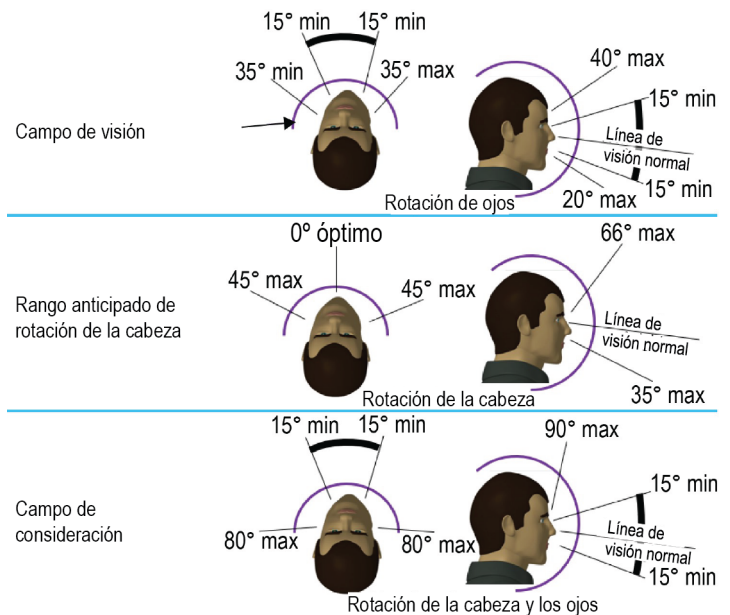 15° min 15° min
35° min 35° max
Campo de visión
40° max
15° min
Línea de
visión normal
15° min
20° max
Rotación de ojos
0º óptimo
45° max 45° max
Rango anticipado de
rotación de la cabeza
66° max
Línea de
visión normal
35° max
Rotación de la cabeza
15° min 15° min
80° max 80° max
Campo de
consideración
90° max
15° min
Línea de
visión normal
15° min
Rotación de la cabeza y los ojos